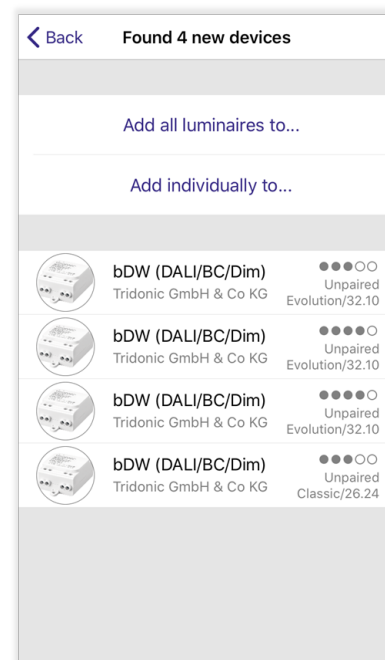 Back
Found 4 new devices
Add all luminaires to...
Add individually to...
bDW (DALI/BC/Dim)
Tridonic GmbH & Co KG
Unpaired
Evolution/32.10
bDW (DALI/BC/Dim)
Tridonic GmbH & Co KG
Unpaired
Evolution/32.10
bDW (DALI/BC/Dim)
Tridonic GmbH & Co KG
Unpaired
Evolution/32.10
bDW (DALI/BC/Dim)
Tridonic GmbH & Co KG
Unpaired
Classic/26.24